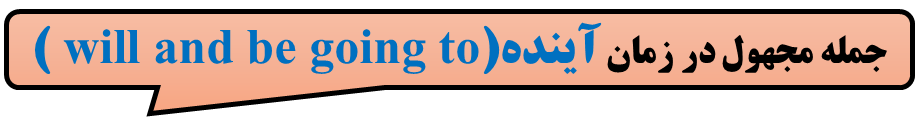 جمله مجهول در زمان آینده(will and be going to )